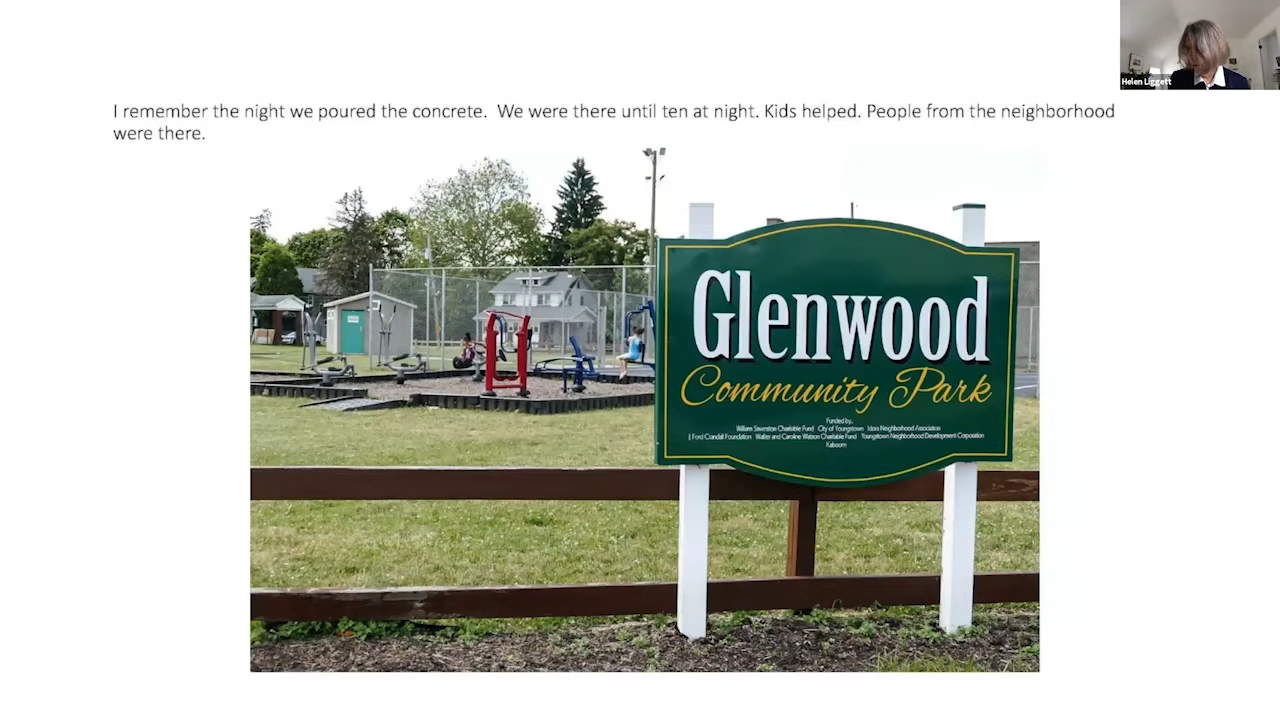 I remember the night we poured the concrete. We were there until ten at night. Kids helped. People from the neighborhood
were there.
Helen Liggett
Glenwood
Community Park
Funded by..
William Swanston Charitable Fund City of Youngstown Idora Neighborhood Association
J. Ford Crandall Foundation Walter and Caroline Watson Charitable Fund Youngstown Neighborhood Development Corporation
Kaboom